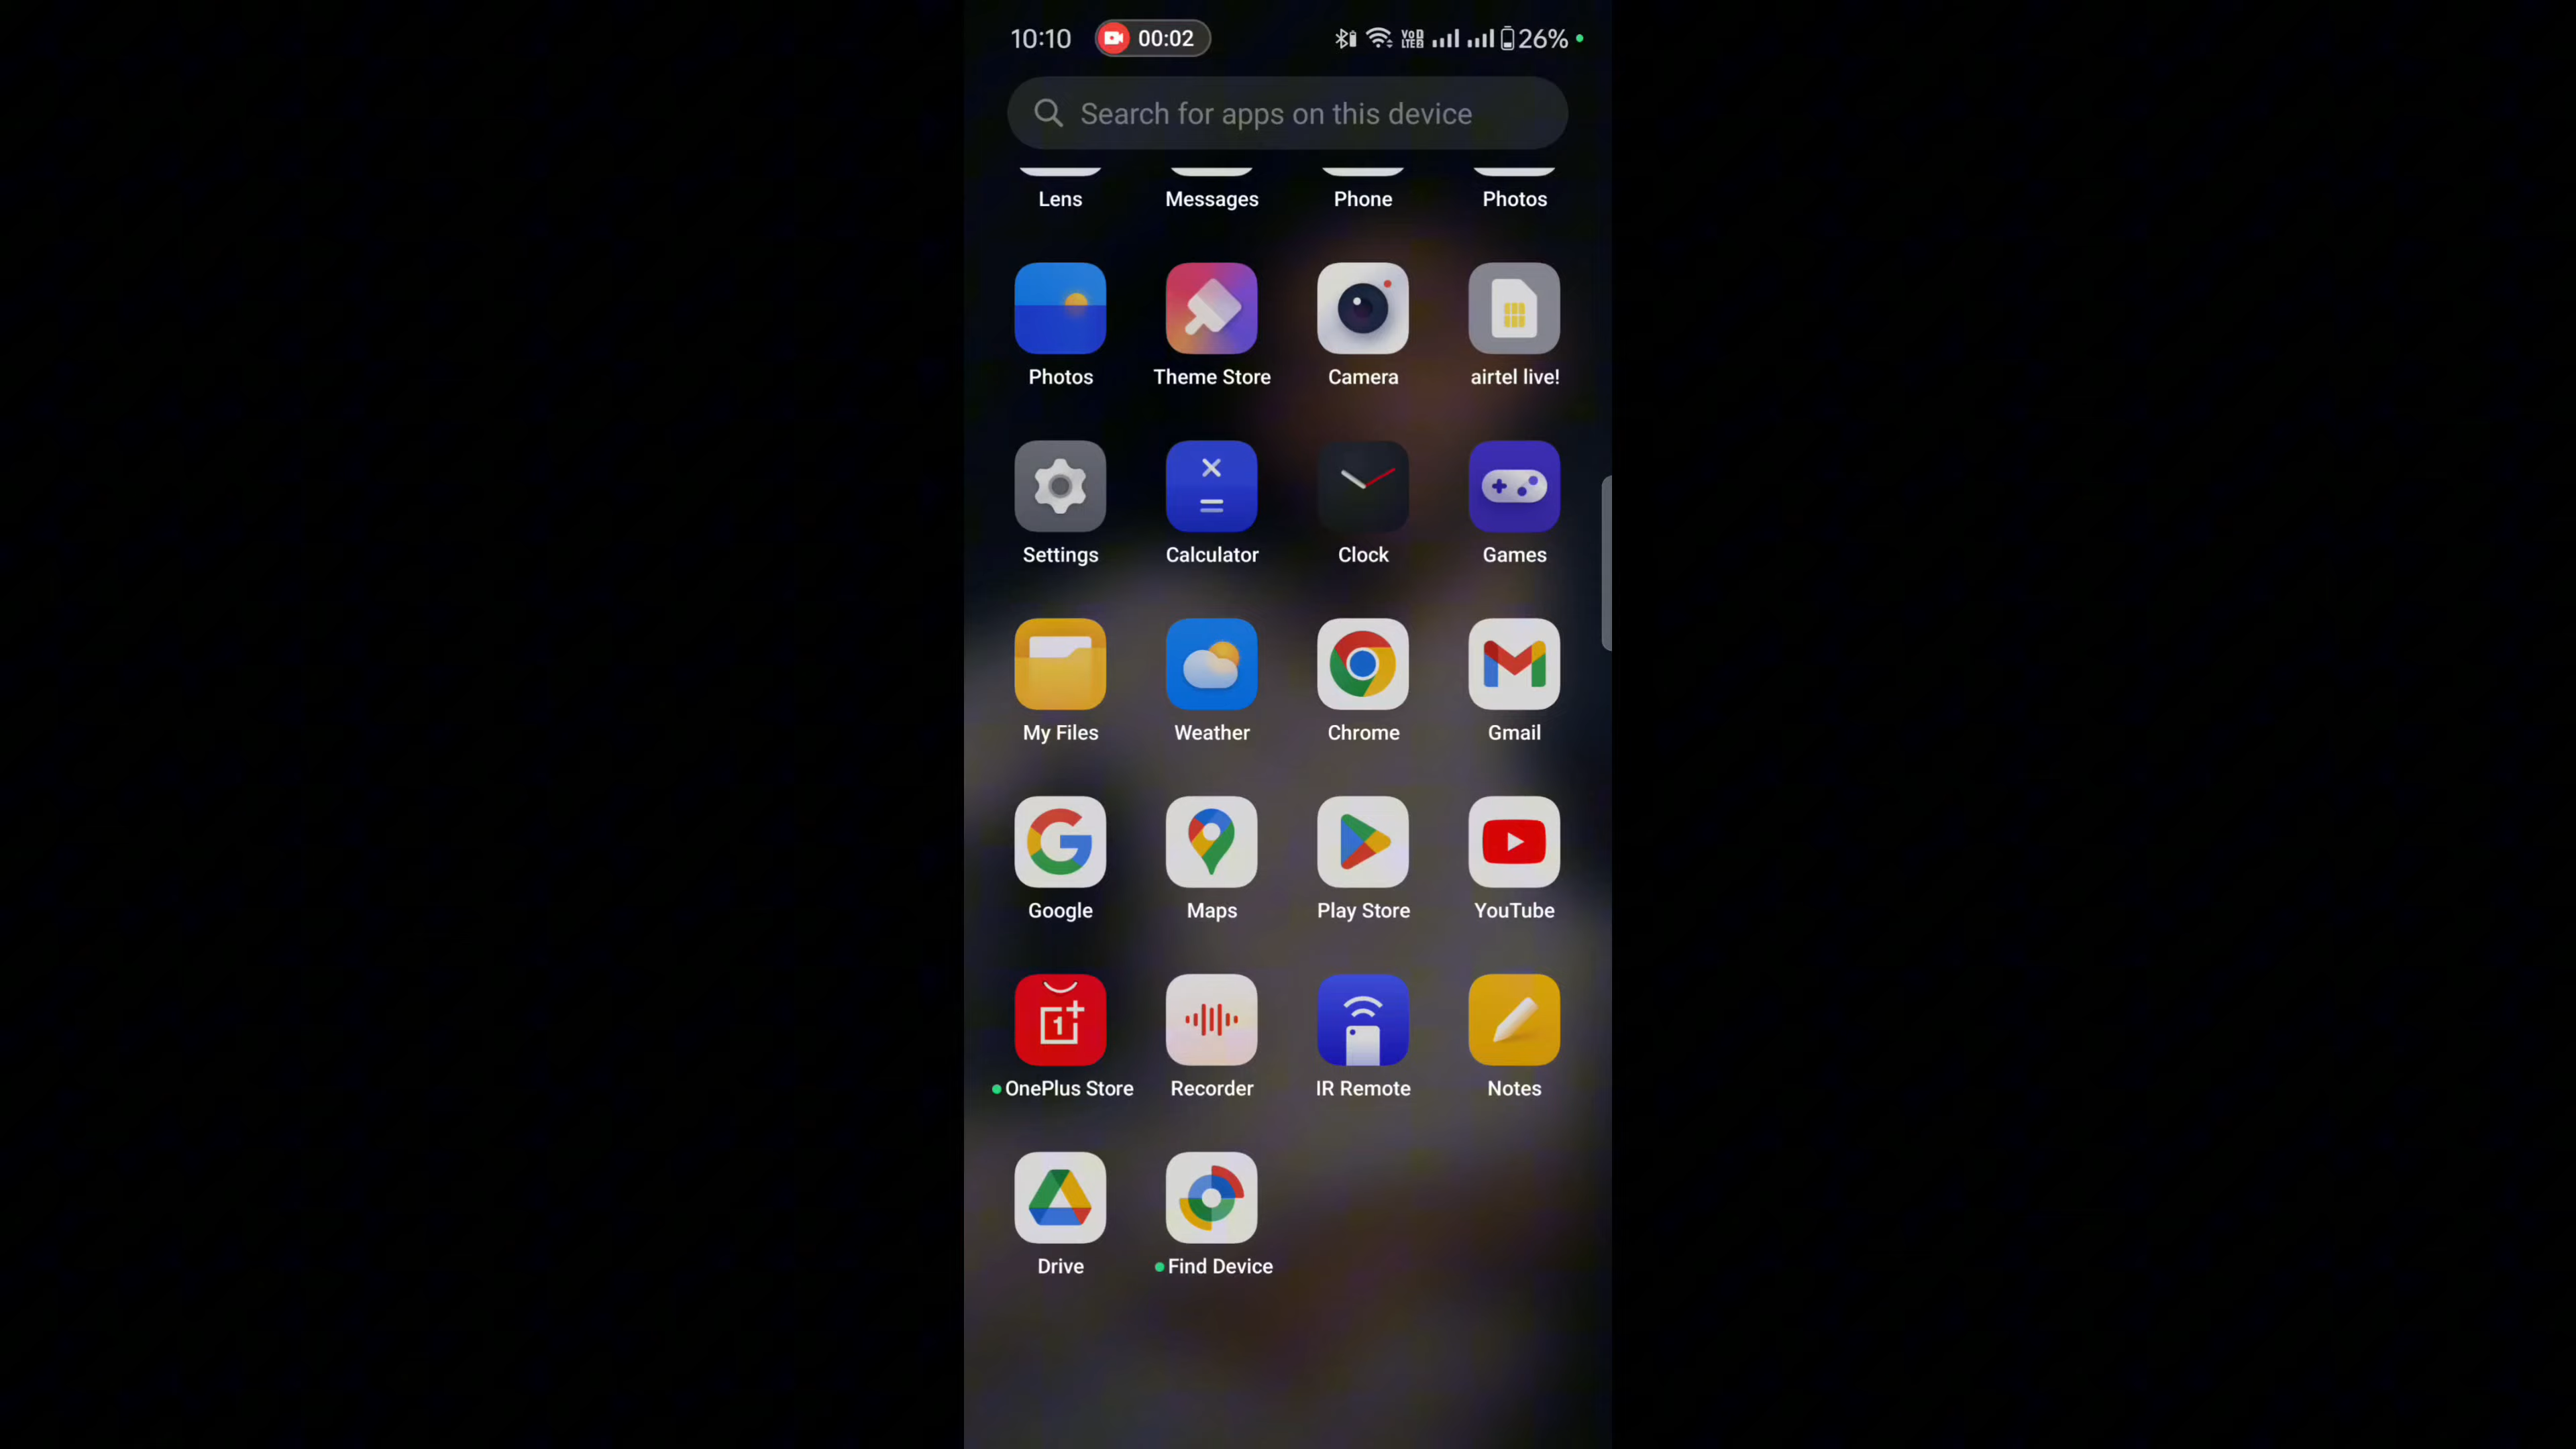 10:10 00:02 VoD LTE 26%
Search for apps on this device
Lens Messages Phone Photos
Photos Theme Store Camera airtel live!
Settings Calculator Clock Games
My Files Weather Chrome Gmail
Google Maps Play Store YouTube
OnePlus Store Recorder IR Remote Notes
Drive Find Device